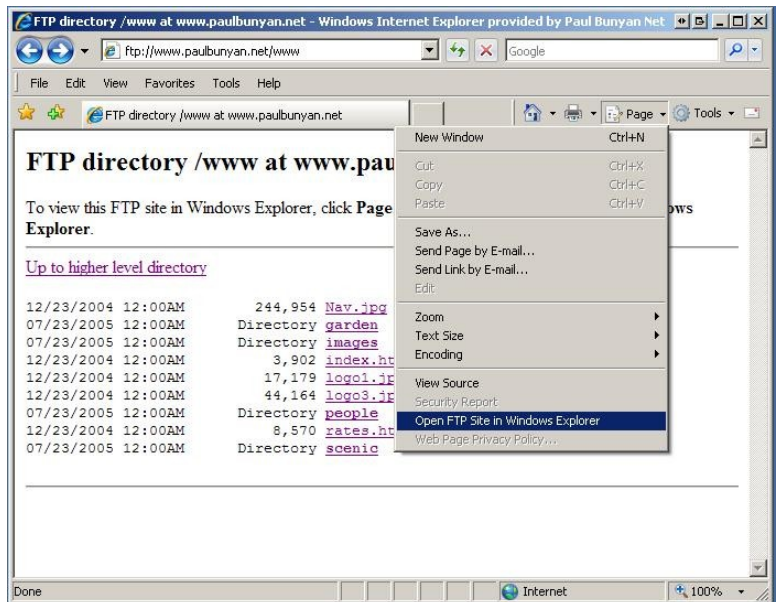 FTP directory /www at www.paulbunyan.net - Windows Internet Explorer provided by Paul Bunyan Net
ftp://www.paulbunyan.net/www
Google
File Edit View Favorites Tools Help
FTP directory /www at www.paulbunyan.net
Page
Tools
New Window Ctrl+N
Cut Ctrl+X
Copy Ctrl+C
Paste Ctrl+V
Save As...
Send Page by E-mail...
Send Link by E-mail...
Edit
Zoom
Text Size
Encoding
View Source
Security Report
Open FTP Site in Windows Explorer
Web Page Privacy Policy...
FTP directory /www at www.pau
To view this FTP site in Windows Explorer, click Page ows
Explorer.
Up to higher level directory
12/23/2004 12:00AM 244,954 Nav.jpg
07/23/2005 12:00AM Directory garden
07/23/2005 12:00AM Directory images
12/23/2004 12:00AM 3,902 index.ht
12/23/2004 12:00AM 17,179 logo1.jp
12/23/2004 12:00AM 44,164 logo3.jp
07/23/2005 12:00AM Directory people
12/23/2004 12:00AM 8,570 rates.ht
07/23/2005 12:00AM Directory scenic
Done
Internet
100%